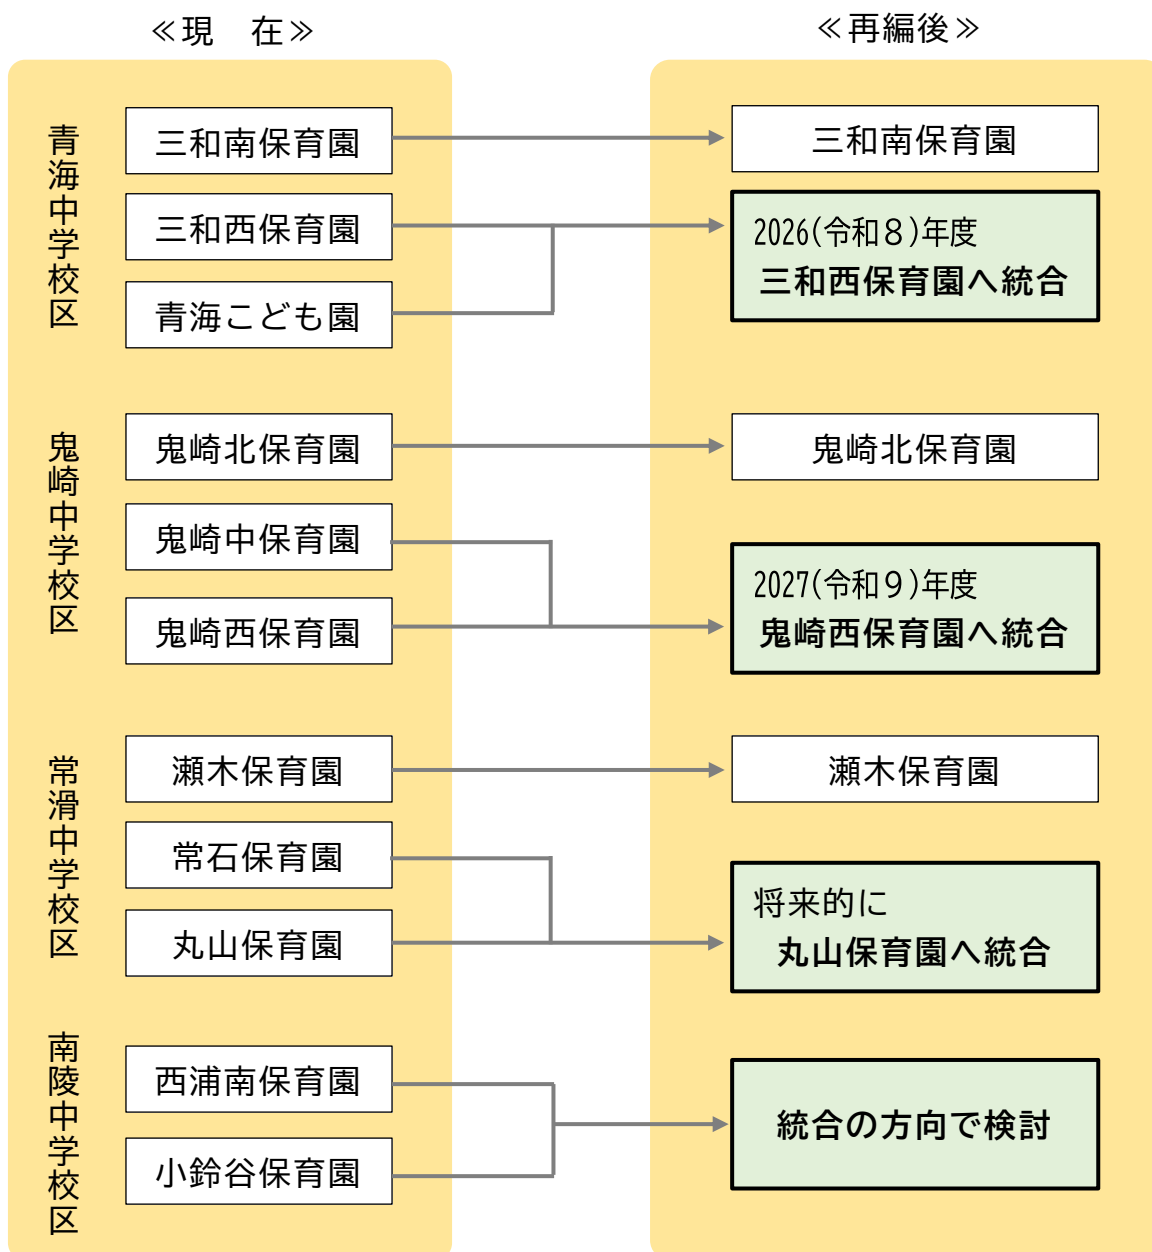 ≪現　在≫
≪再編後≫
青海中学校区
三和南保育園
三和西保育園
青海こども園
三和南保育園
2026(令和８)年度
三和西保育園へ統合
鬼崎中学校区
鬼崎北保育園
鬼崎中保育園
鬼崎西保育園
鬼崎北保育園
2027(令和９)年度
鬼崎西保育園へ統合
常滑中学校区
瀬木保育園
常石保育園
丸山保育園
瀬木保育園
将来的に
丸山保育園へ統合
南陵中学校区
西浦南保育園
小鈴谷保育園
統合の方向で検討